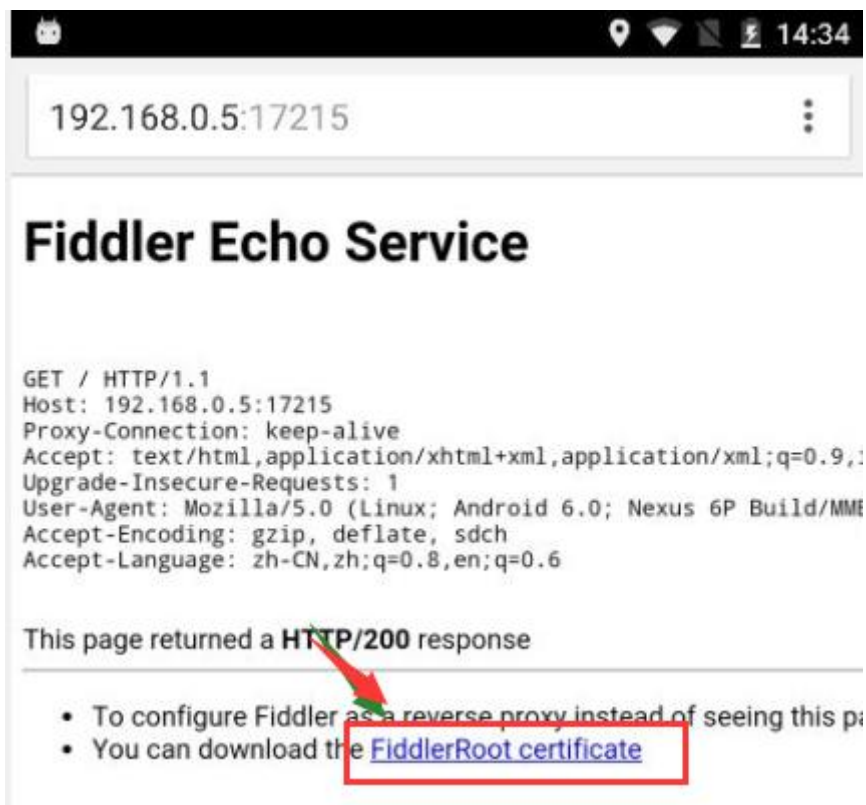 14:34
192.168.0.5:17215
Fiddler Echo Service
GET / HTTP/1.1
Host: 192.168.0.5:17215
Proxy-Connection: keep-alive
Accept: text/html,application/xhtml+xml,application/xml;q=0.9,
Upgrade-Insecure-Requests: 1
User-Agent: Mozilla/5.0 (Linux; Android 6.0; Nexus 6P Build/MM
Accept-Encoding: gzip, deflate, sdch
Accept-Language: zh-CN,zh;q=0.8,en;q=0.6
This page returned a HTTP/200 response
• To configure Fiddler as a reverse proxy instead of seeing this pa
• You can download the FiddlerRoot certificate